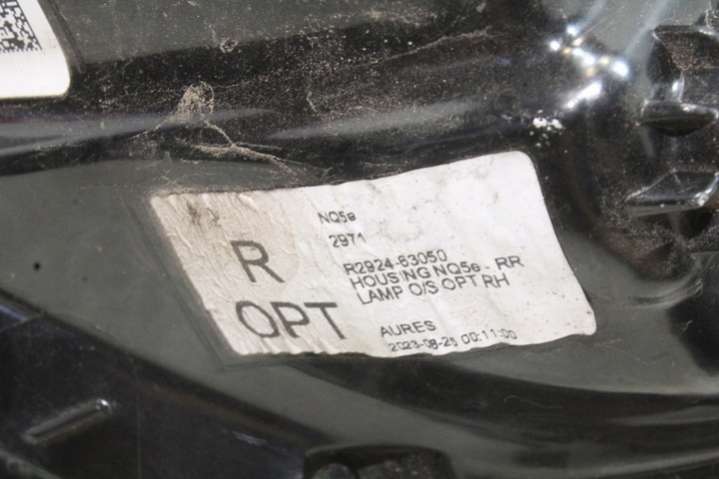 NQ5e
2971
R
R2924-63050
HOUSING NQ5e - RR
LAMP O/S OPT RH
OPT
AURES
2023-08-25 00:11:00